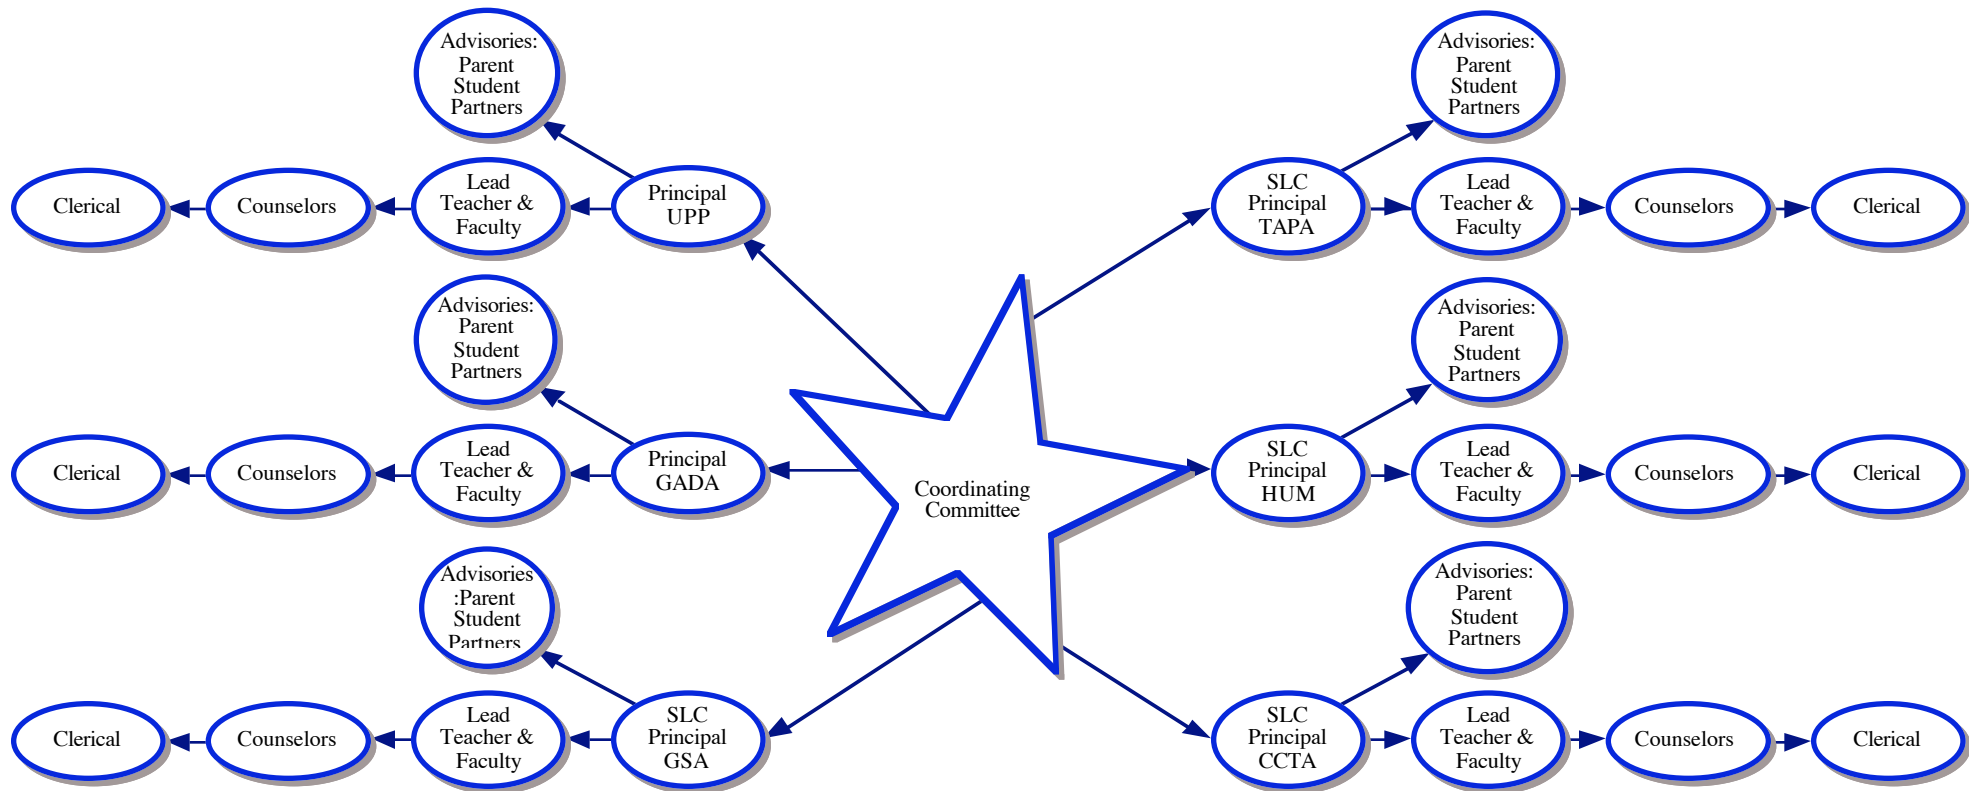 Advisories:
Parent
Student
Partners
Advisories:
Parent
Student
Partners
Clerical
Counselors
Lead
Teacher &
Faculty
Principal
UPP
SLC
Principal
TAPA
Lead
Teacher &
Faculty
Counselors
Clerical
Advisories:
Parent
Student
Partners
Advisories:
Parent
Student
Partners
Clerical
Counselors
Lead
Teacher &
Faculty
Principal
GADA
Coordinating
Committee
SLC
Principal
HUM
Lead
Teacher &
Faculty
Counselors
Clerical
Advisories
:Parent
Student
Partners
Advisories:
Parent
Student
Partners
Clerical
Counselors
Lead
Teacher &
Faculty
SLC
Principal
GSA
SLC
Principal
CCTA
Lead
Teacher &
Faculty
Counselors
Clerical